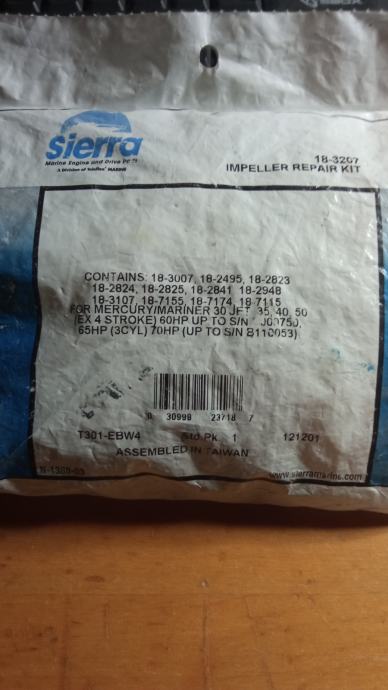 sierra
Marine Engine and Drive
A Division of Teleflex MARINE
18-3207
IMPELLER REPAIR KIT
CONTAINS: 18-3007, 18-2495, 18-2823
18-2824, 18-2825, 18-2841 18-2948
18-3107, 18-7155, 18-7174, 18-7115
FOR MERCURY/MARINER 30 JET, 35, 40, 50
(EX 4 STROKE) 60HP UP TO S/N
65HP (3CYL) 70HP (UP TO S/N B110053)
0 30999 23718 7
T301-EBW4 Std Pk 1 121201
ASSEMBLED IN TAIWAN
www.sierramarine.com